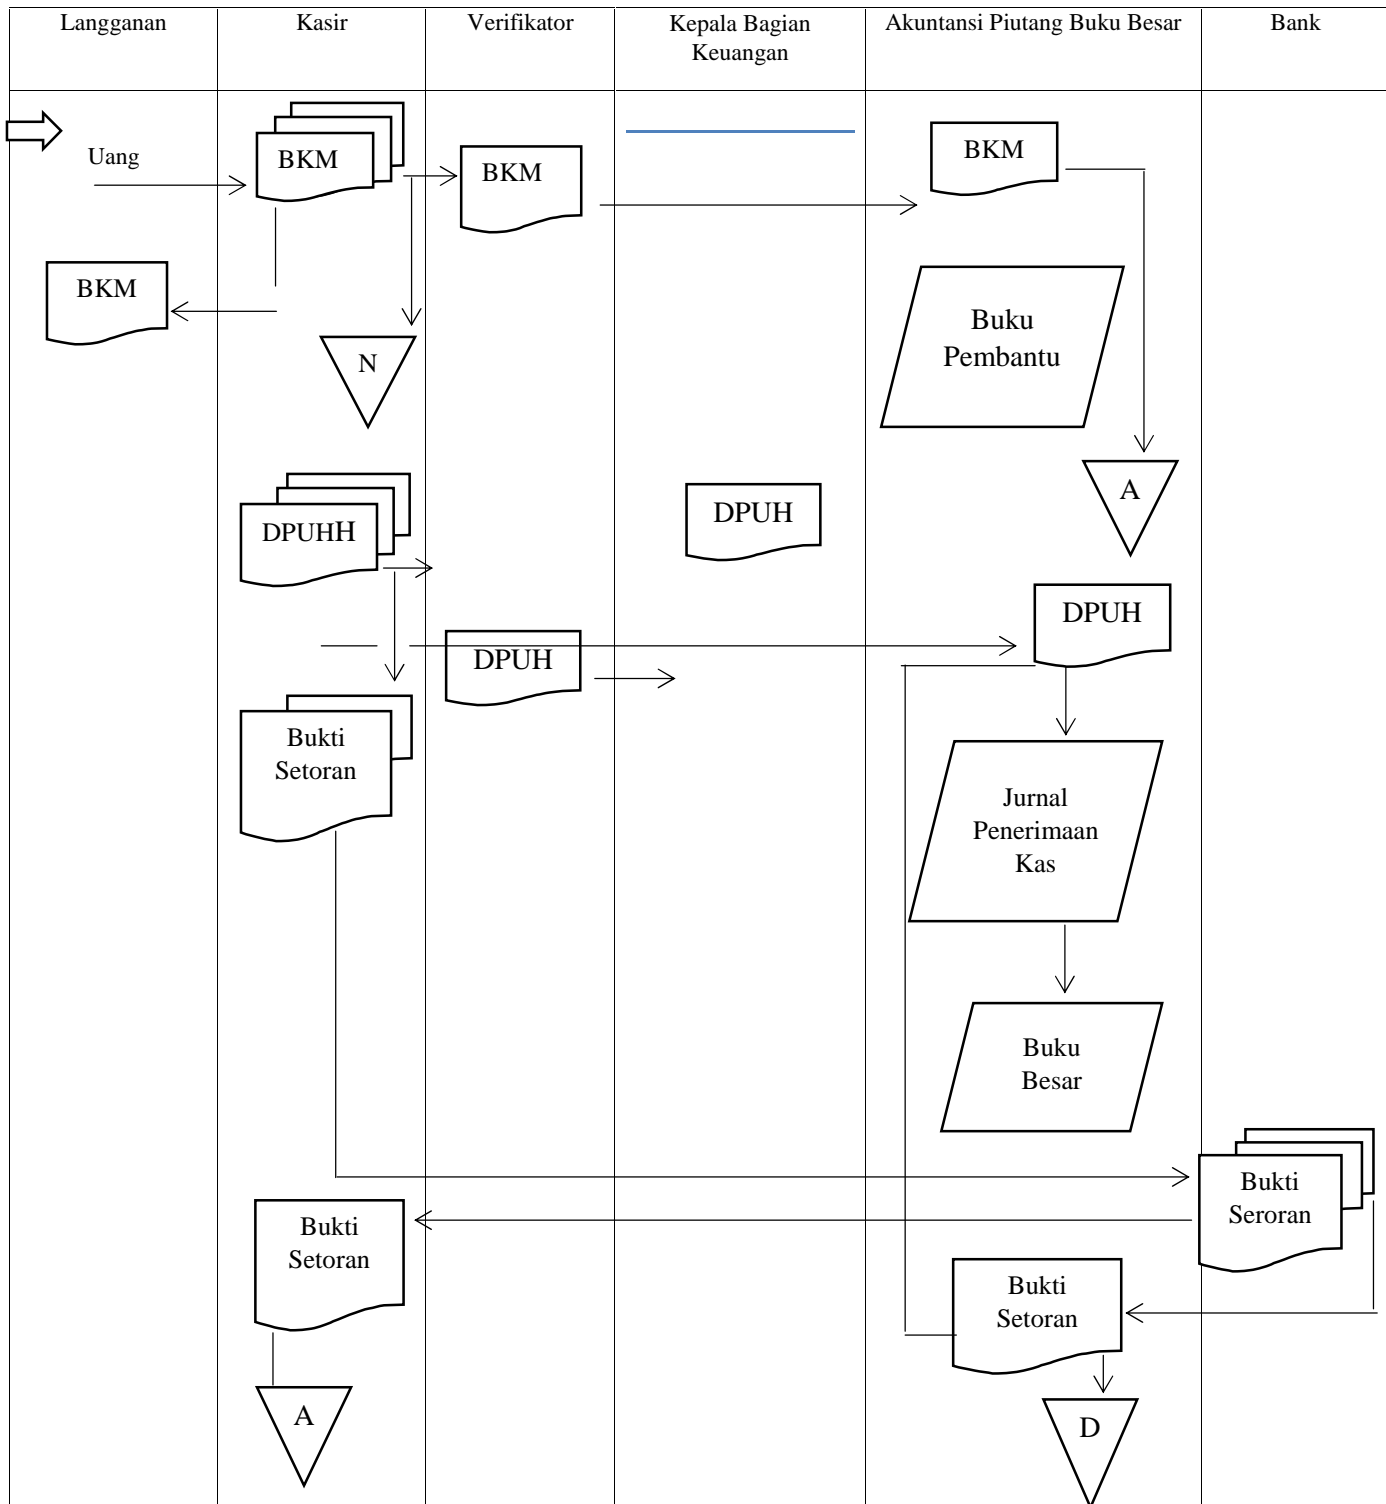 Langganan
Kasir
Verifikator
Kepala Bagian
Keuangan
Akuntansi Piutang Buku Besar
Bank
Uang
BKM
BKM
BKM
BKM
N
Buku
Pembantu
A
DPUHH
DPUH
DPUH
DPUH
Bukti
Setoran
Jurnal
Penerimaan
Kas
Buku
Besar
Bukti
Seroran
Bukti
Setoran
Bukti
Setoran
A
D